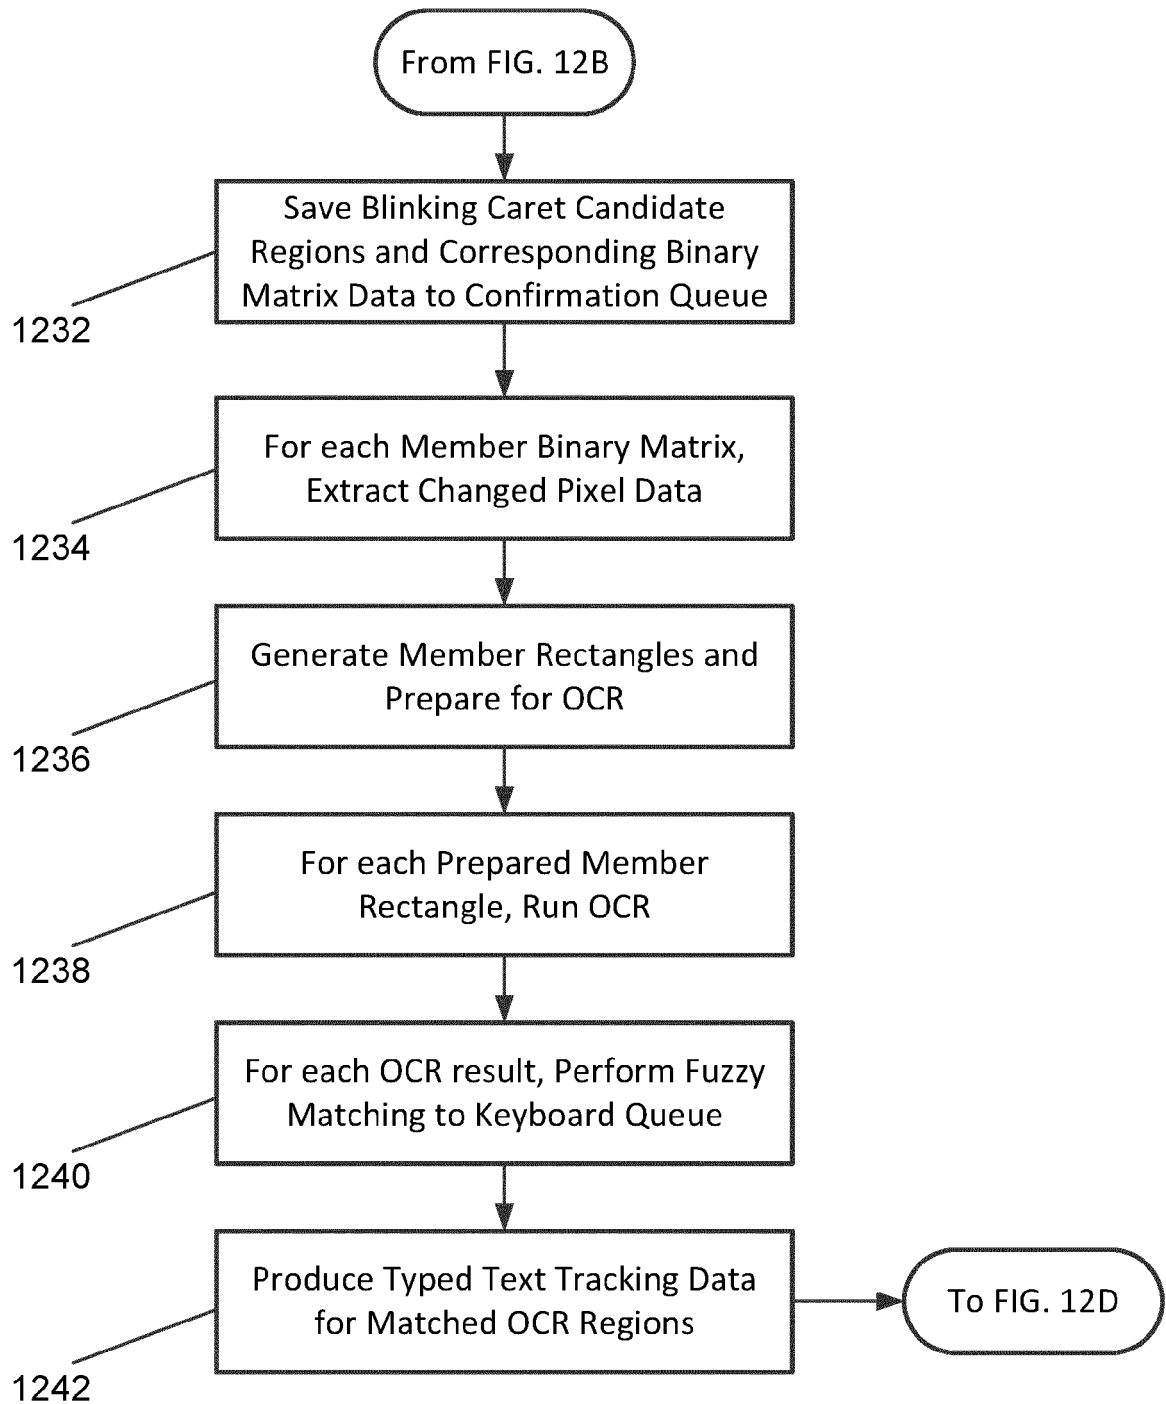 From FIG. 12B
Save Blinking Caret Candidate
Regions and Corresponding Binary
Matrix Data to Confirmation Queue
1232
For each Member Binary Matrix,
Extract Changed Pixel Data
1234
Generate Member Rectangles and
Prepare for OCR
1236
For each Prepared Member
Rectangle, Run OCR
1238
For each OCR result, Perform Fuzzy
Matching to Keyboard Queue
1240
Produce Typed Text Tracking Data
for Matched OCR Regions
To FIG. 12D
1242